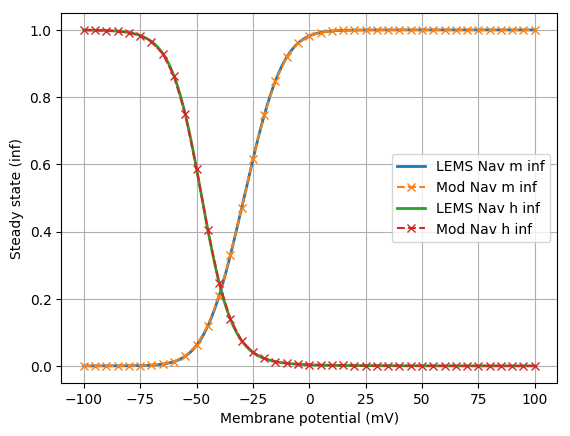 1.0
0.8
0.6
0.4
0.2
0.0
Steady state (inf)
LEMS Nav m inf
Mod Nav m inf
LEMS Nav h inf
Mod Nav h inf
−100 −75 −50 −25 0 25 50 75 100
Membrane potential (mV)